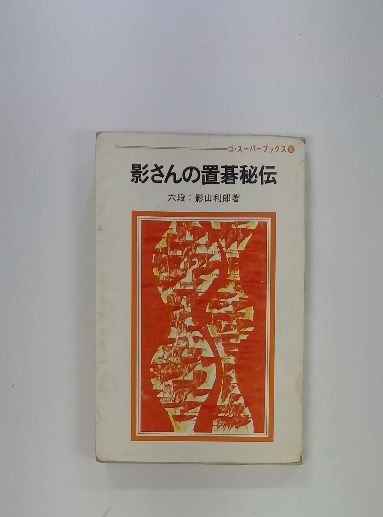 ゴ・スーパーブックス
影さんの置碁秘伝
六段：影山利郎著